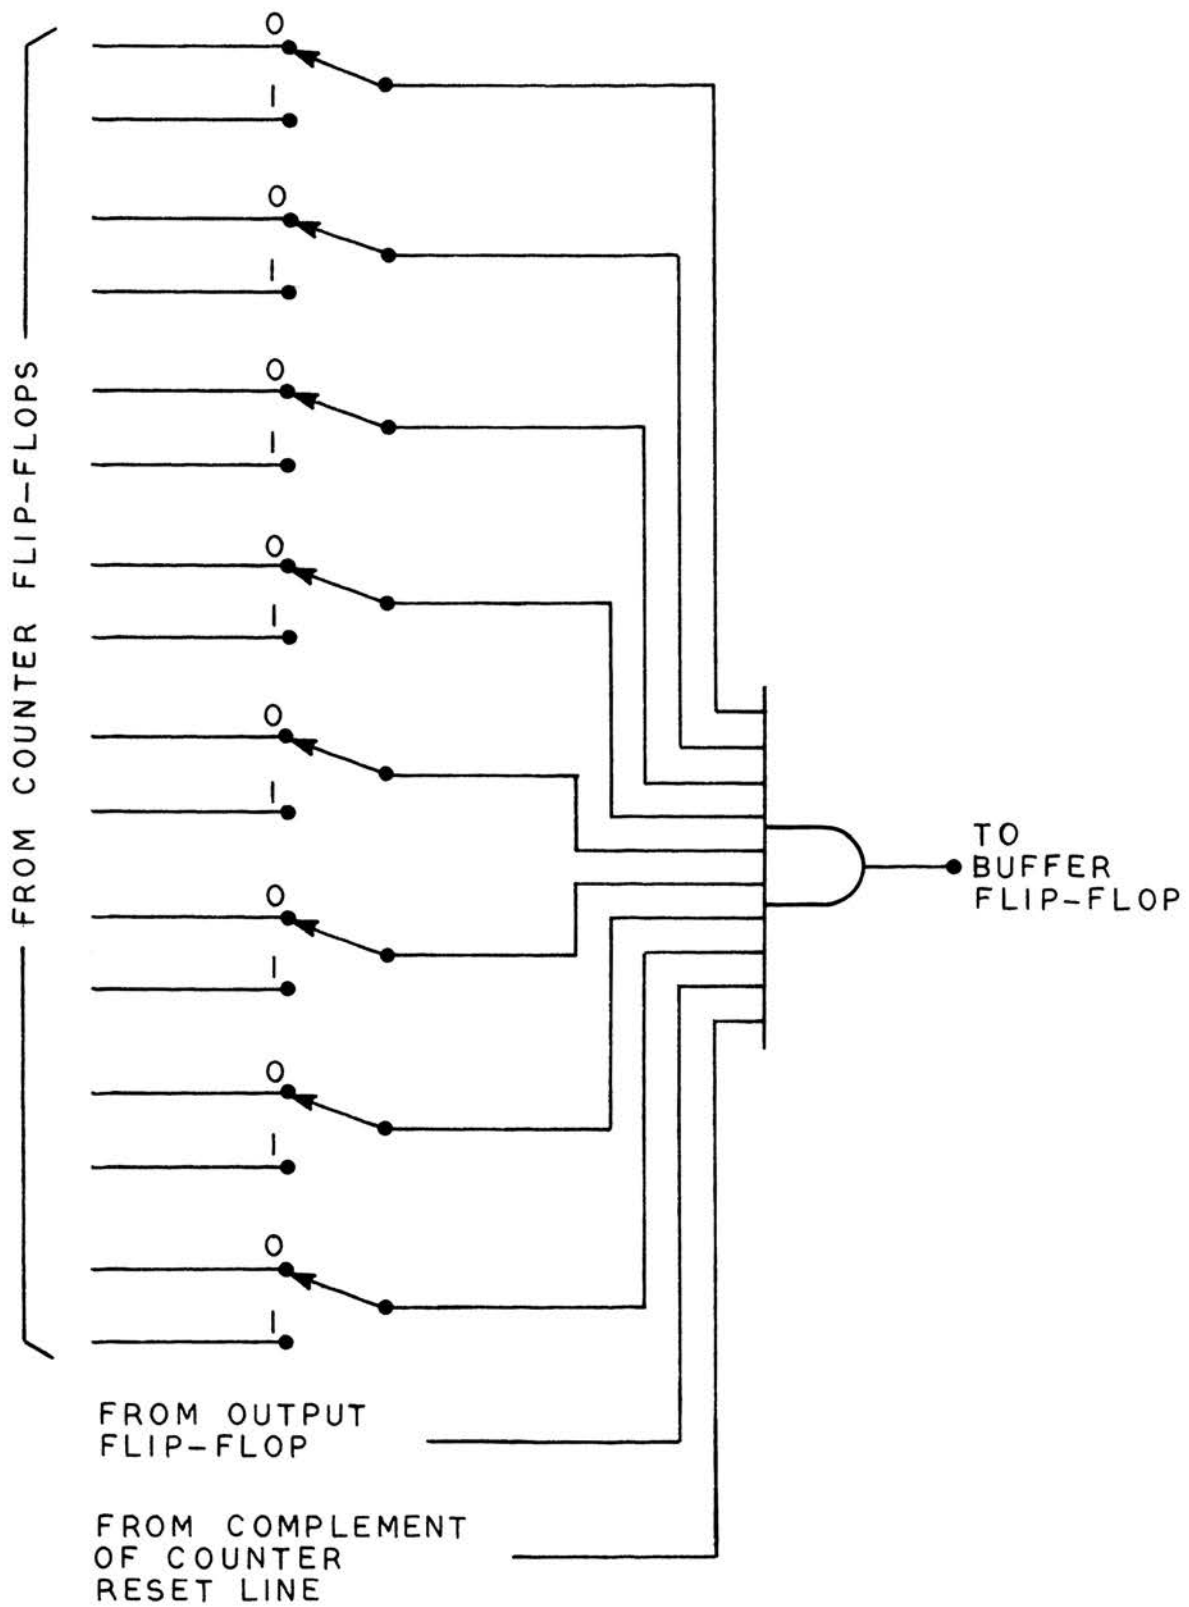 0
1
0
1
0
1
0
1
0
1
0
1
0
1
0
1
FROM COUNTER FLIP-FLOPS
TO
BUFFER
FLIP-FLOP
FROM OUTPUT
FLIP-FLOP
FROM COMPLEMENT
OF COUNTER
RESET LINE